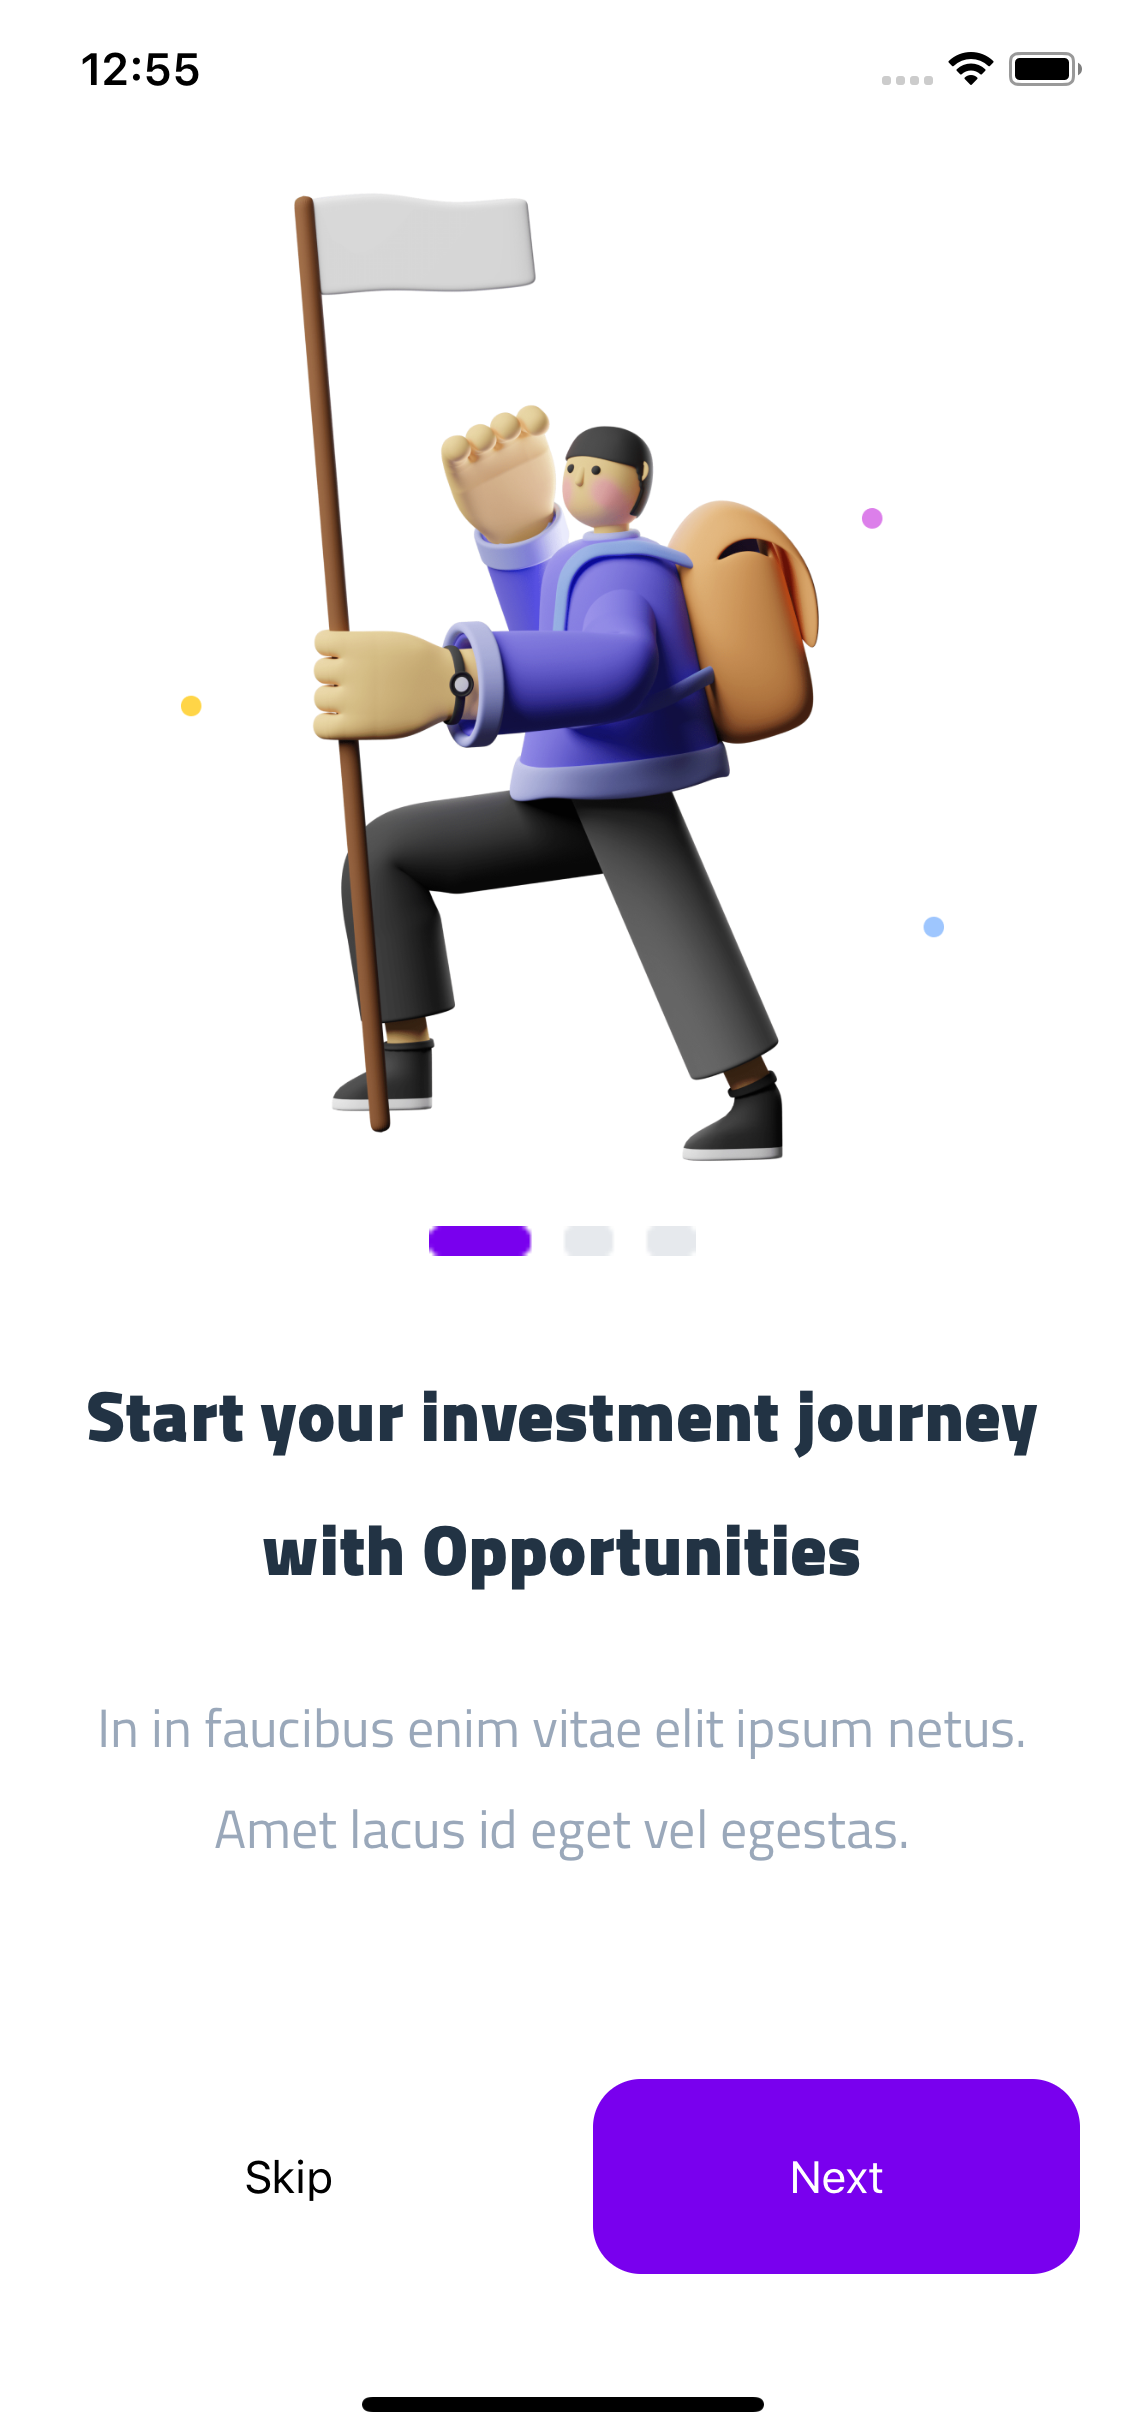 12:55
Start your investment journey
with Opportunities
In in faucibus enim vitae elit ipsum netus.
Amet lacus id eget vel egestas.
Skip
Next